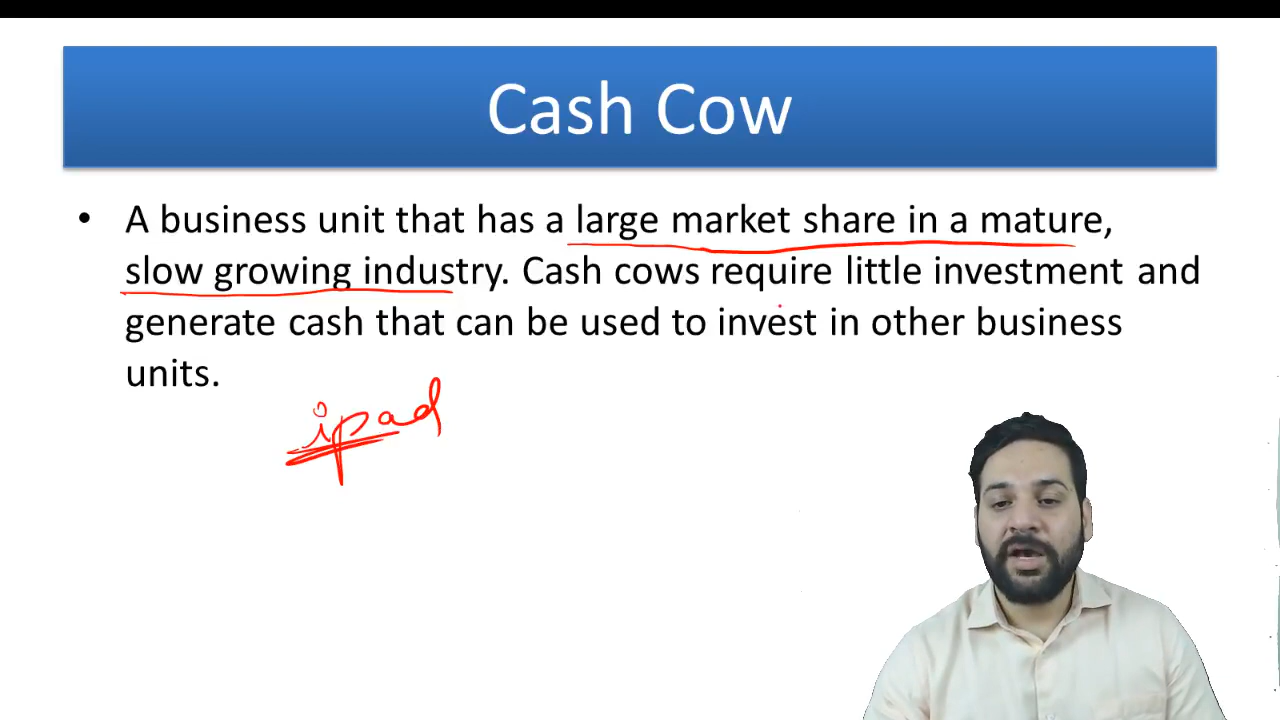 Cash Cow
• A business unit that has a large market share in a mature,
slow growing industry. Cash cows require little investment and
generate cash that can be used to invest in other business
units.
ipad